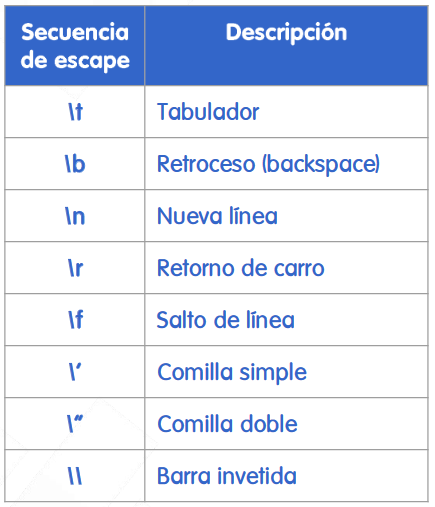 Secuencia de escape Descripción
\t Tabulador
\b Retroceso (backspace)
\n Nueva línea
\r Retorno de carro
\f Salto de línea
\’ Comilla simple
\” Comilla doble
\\ Barra invetida